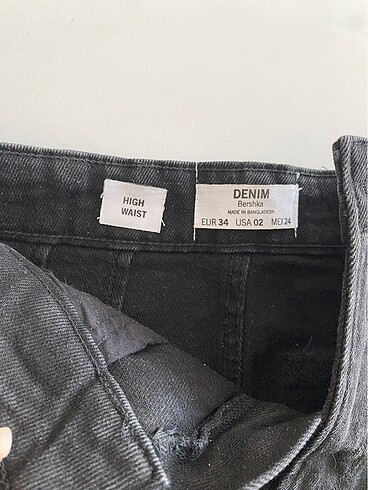 HIGH
WAIST
DENIM
Bershka
MADE IN BANGLADESH
EUR 34 USA 02 MEX 24